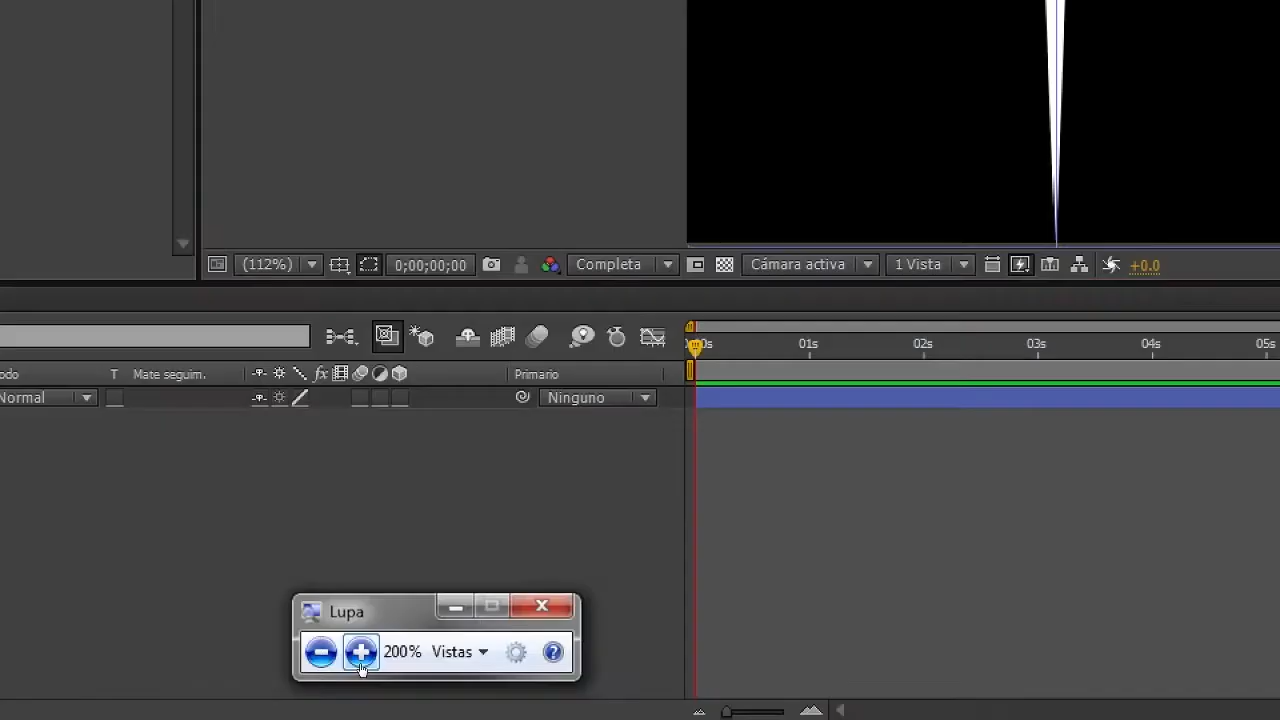 (112%) 0;00;00;00 Completa Cámara activa 1 Vista +0.0
0s 01s 02s 03s 04s 05s
odo T Mate seguim. fx Primario
Normal Ninguno
Lupa
200% Vistas ?